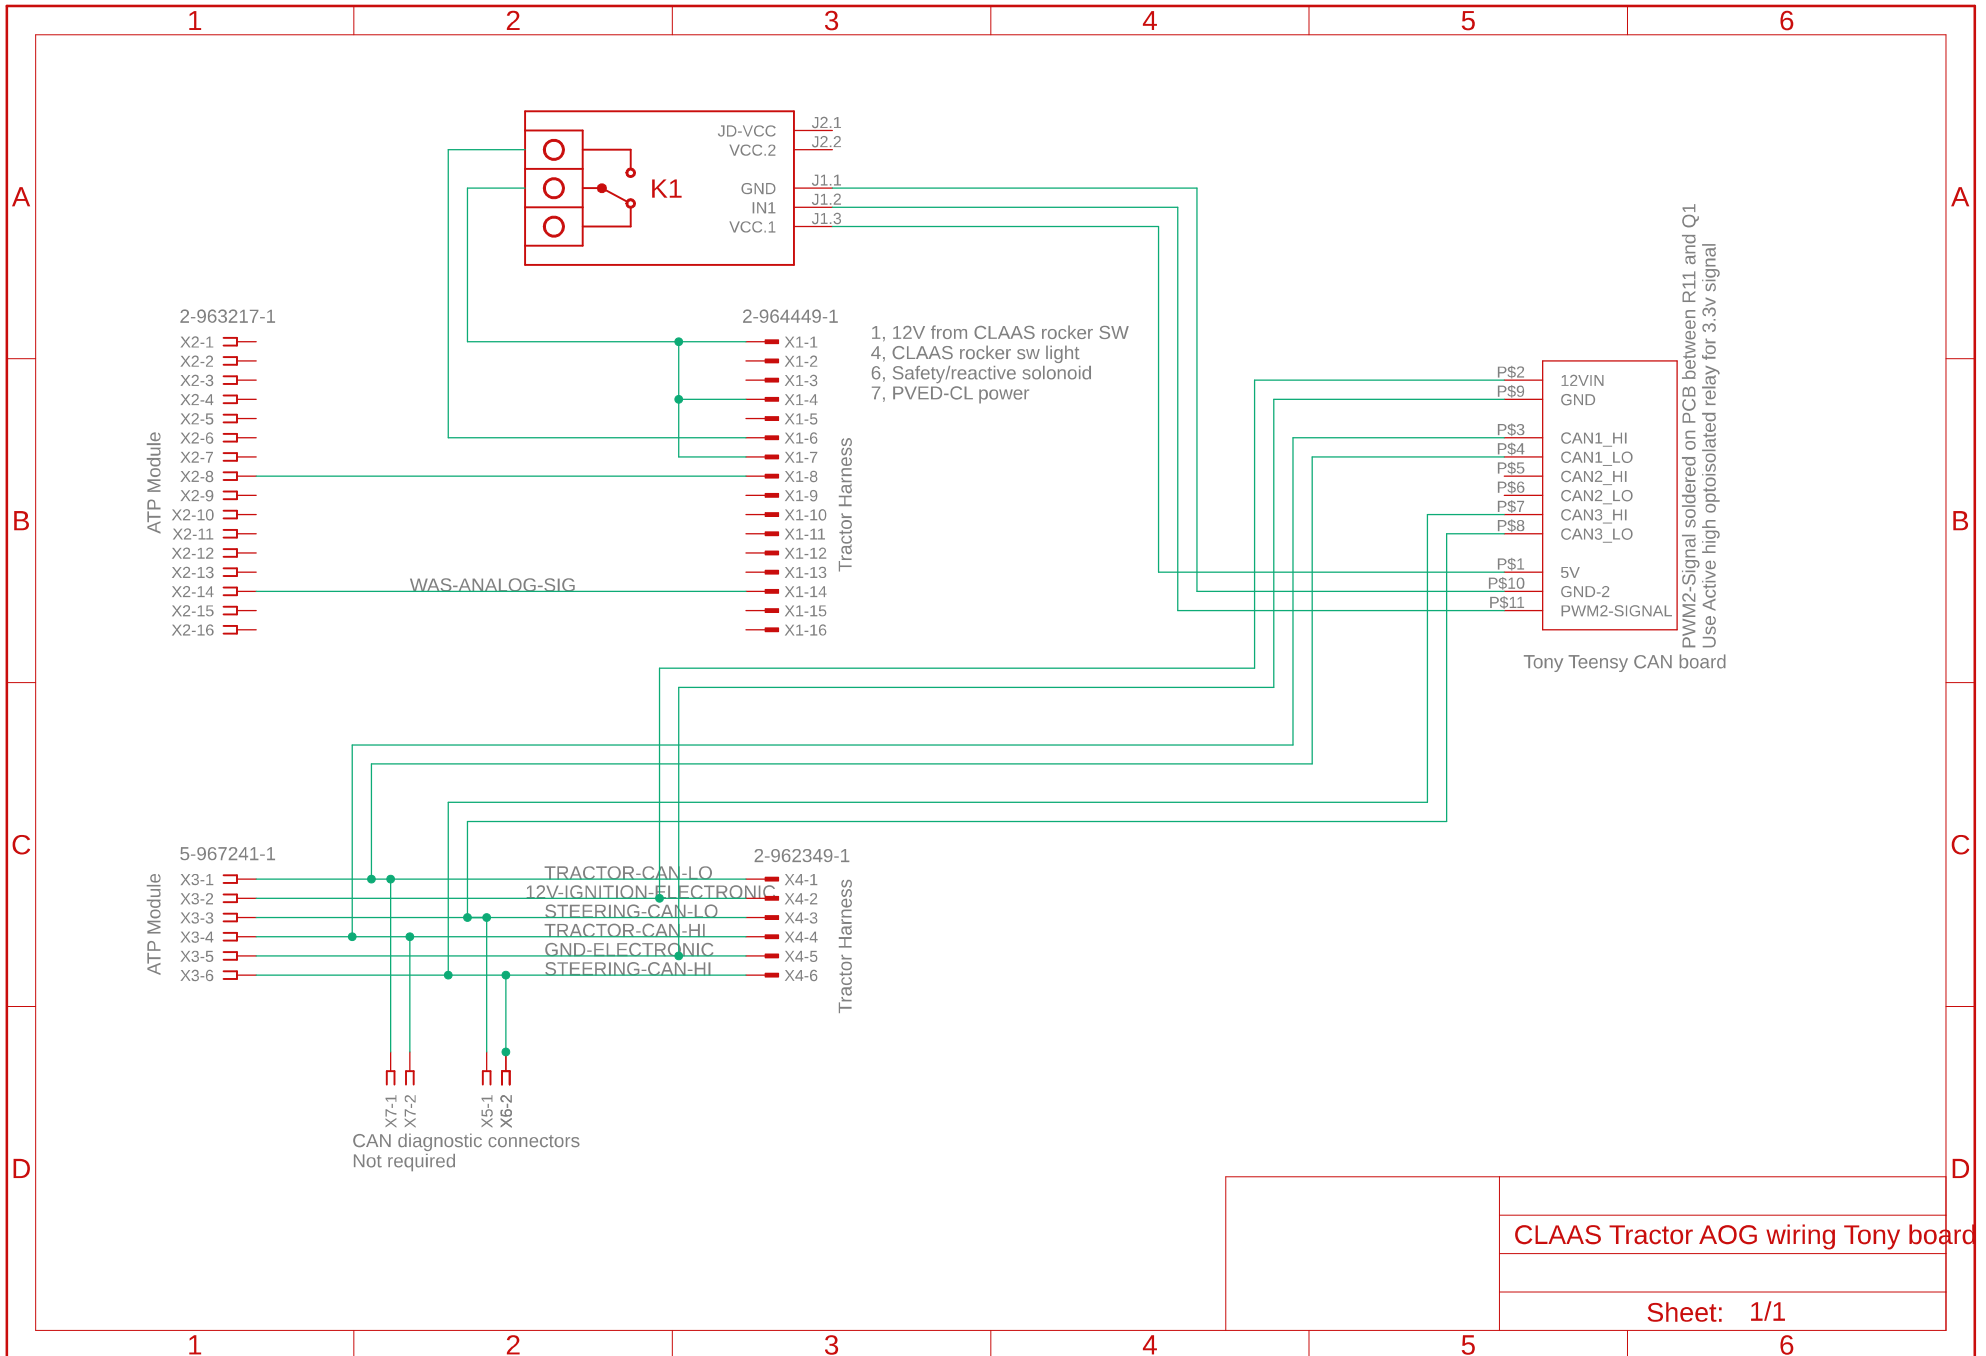 1 2 3 4 5 6
A
A
JD-VCC
VCC.2
GND
IN1
VCC.1
J2.1
J2.2
J1.1
J1.2
J1.3
K1
2-963217-1
X2-1
X2-2
X2-3
X2-4
X2-5
X2-6
X2-7
X2-8
X2-9
X2-10
X2-11
X2-12
X2-13
X2-14
X2-15
X2-16
ATP Module
WAS-ANALOG-SIG
2-964449-1
X1-1
X1-2
X1-3
X1-4
X1-5
X1-6
X1-7
X1-8
X1-9
X1-10
X1-11
X1-12
X1-13
X1-14
X1-15
X1-16
Tractor Harness
1, 12V from CLAAS rocker SW
4, CLAAS rocker sw light
6, Safety/reactive solonoid
7, PVED-CL power
P$2
P$9
P$3
P$4
P$5
P$6
P$7
P$8
P$1
P$10
P$11
12VIN
GND
CAN1_HI
CAN1_LO
CAN2_HI
CAN2_LO
CAN3_HI
CAN3_LO
5V
GND-2
PWM2-SIGNAL
PWM2-Signal soldered on PCB between R11 and Q1
Use Active high optoisolated relay for 3.3v signal
Tony Teensy CAN board
B
B
C
C
5-967241-1
X3-1
X3-2
X3-3
X3-4
X3-5
X3-6
ATP Module
TRACTOR-CAN-LO
12V-IGNITION-ELECTRONIC
STEERING-CAN-LO
TRACTOR-CAN-HI
GND-ELECTRONIC
STEERING-CAN-HI
2-962349-1
X4-1
X4-2
X4-3
X4-4
X4-5
X4-6
Tractor Harness
X7-1
X7-2
X5-1
X6-2
CAN diagnostic connectors
Not required
D
D
CLAAS Tractor AOG wiring Tony board
Sheet: 1/1
1 2 3 4 5 6